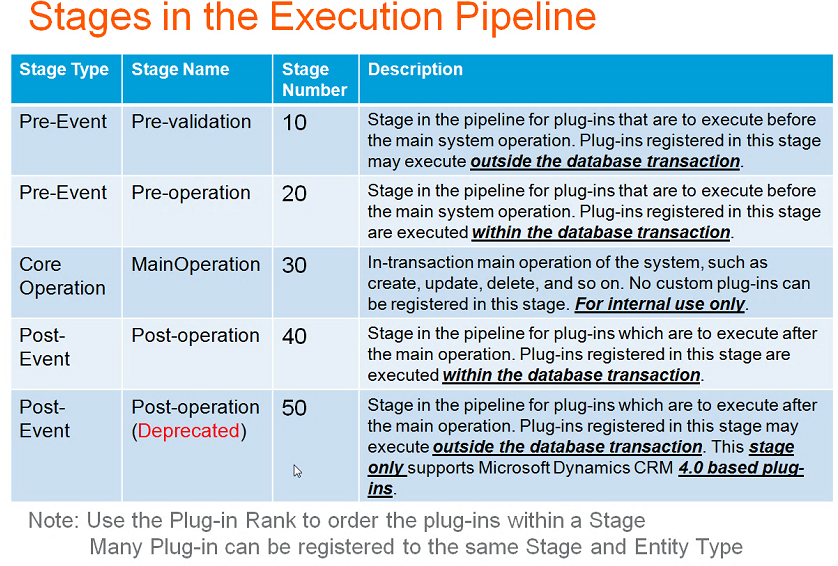 Stages in the Execution Pipeline
Stage Type
Stage Name
Stage
Number
Description
Pre-Event
Pre-validation
10
Stage in the pipeline for plug-ins that are to execute before
the main system operation. Plug-ins registered in this stage
may execute outside the database transaction.
Pre-Event
Pre-operation
20
Stage in the pipeline for plug-ins that are to execute before
the main system operation. Plug-ins registered in this stage
are executed within the database transaction.
Core
Operation
MainOperation
30
In-transaction main operation of the system, such as
create, update, delete, and so on. No custom plug-ins can
be registered in this stage. For internal use only.
Post-
Event
Post-operation
40
Stage in the pipeline for plug-ins which are to execute after
the main operation. Plug-ins registered in this stage are
executed within the database transaction.
Post-
Event
Post-operation
(Deprecated)
50
Stage in the pipeline for plug-ins which are to execute after
the main operation. Plug-ins registered in this stage may
execute outside the database transaction. This stage
only supports Microsoft Dynamics CRM 4.0 based plug-
ins.
Note: Use the Plug-in Rank to order the plug-ins within a Stage
Many Plug-in can be registered to the same Stage and Entity Type